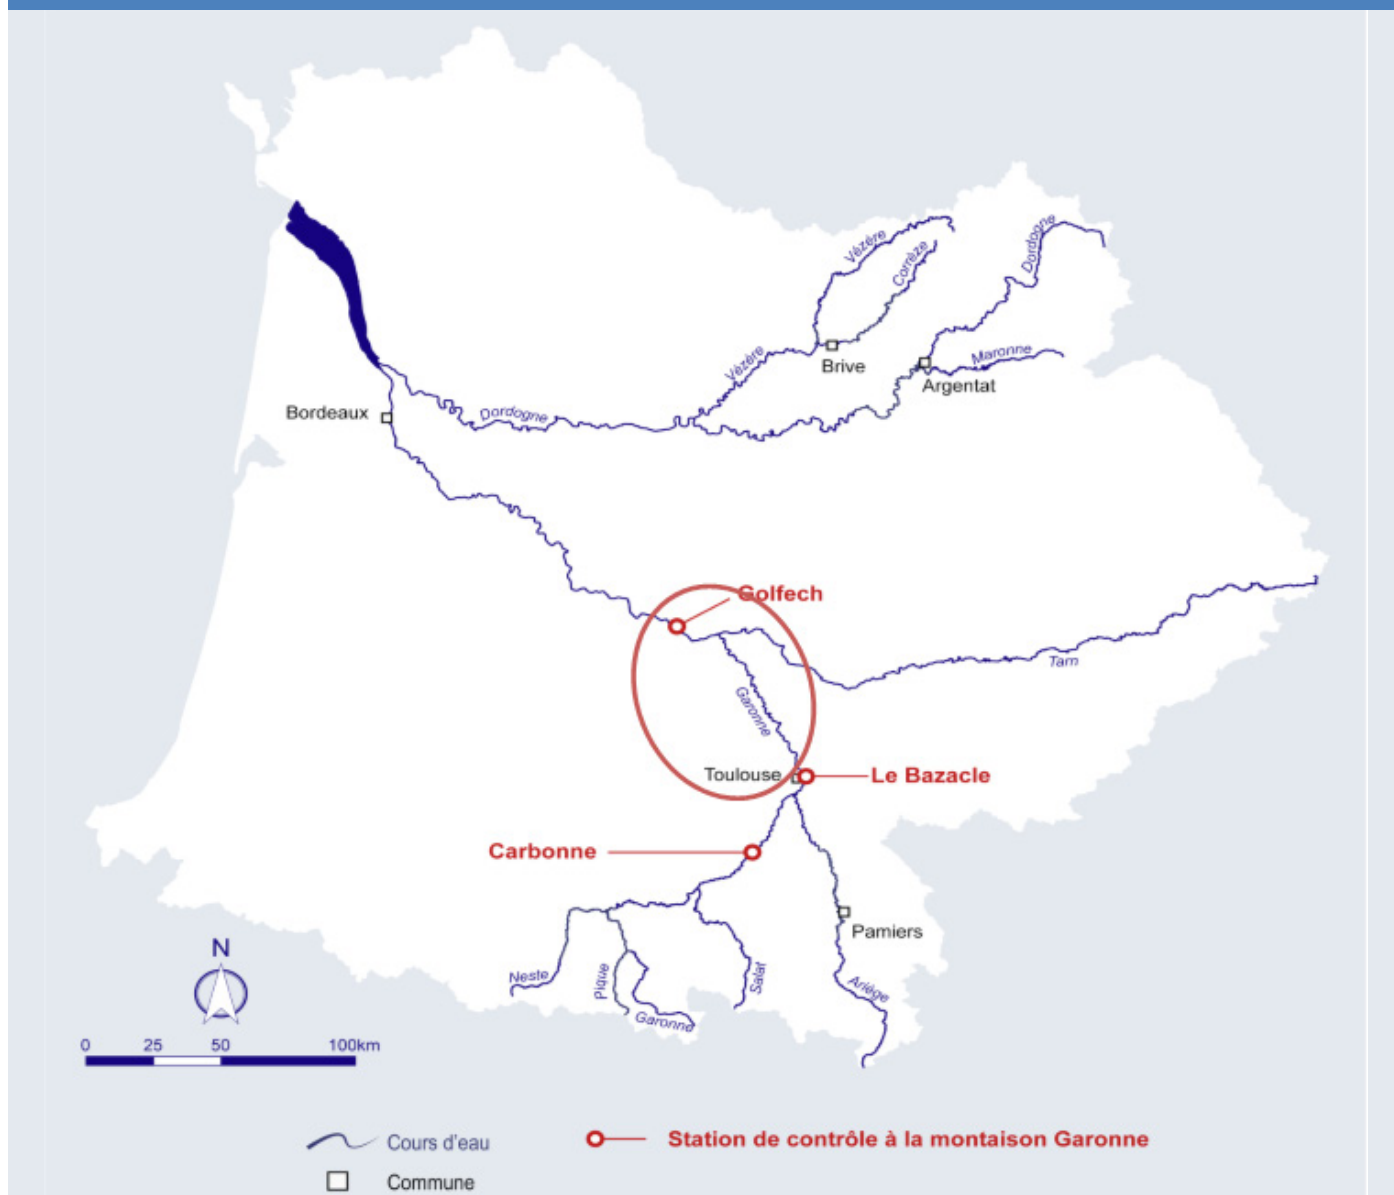 Vézère
Corrèze
Dordogne
Vézère
Brive
Maronne
Argentat
Bordeaux
Dordogne
Golfech
Tarn
Garonne
Toulouse
Le Bazacle
Carbonne
Pamiers
N
Neste
Pique
Salat
Ariège
Garonne
0 25 50 100km
Cours d'eau
Station de contrôle à la montaison Garonne
Commune